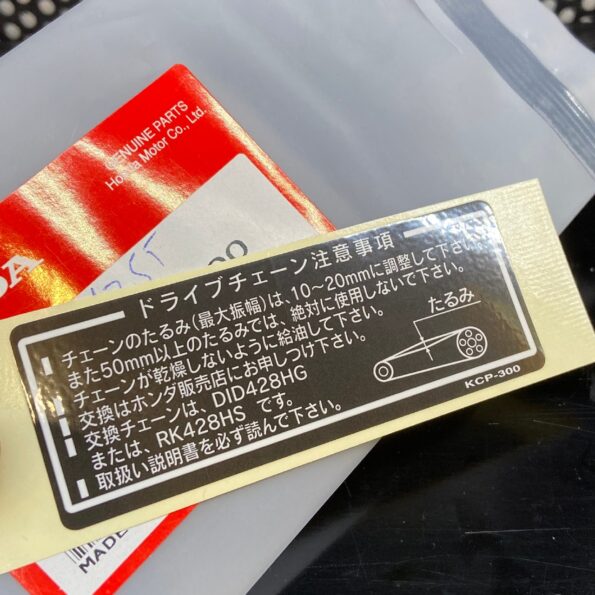 GENUINE PARTS
Honda Motor Co., Ltd.
DA
ドライブチェーン注意事項
チェーンのたるみ(最大振幅)は、10~20mmに調整して下さい。
また50mm以上のたるみでは、絶対に使用しないで下さい。
チェーンが乾燥しないように給油して下さい。
交換はホンダ販売店にお申しつけ下さい。
交換チェーンは、DID428HG
または、RK428HS です。
取扱い説明書を必ず読んで下さい。
たるみ
KCP-300
MADE